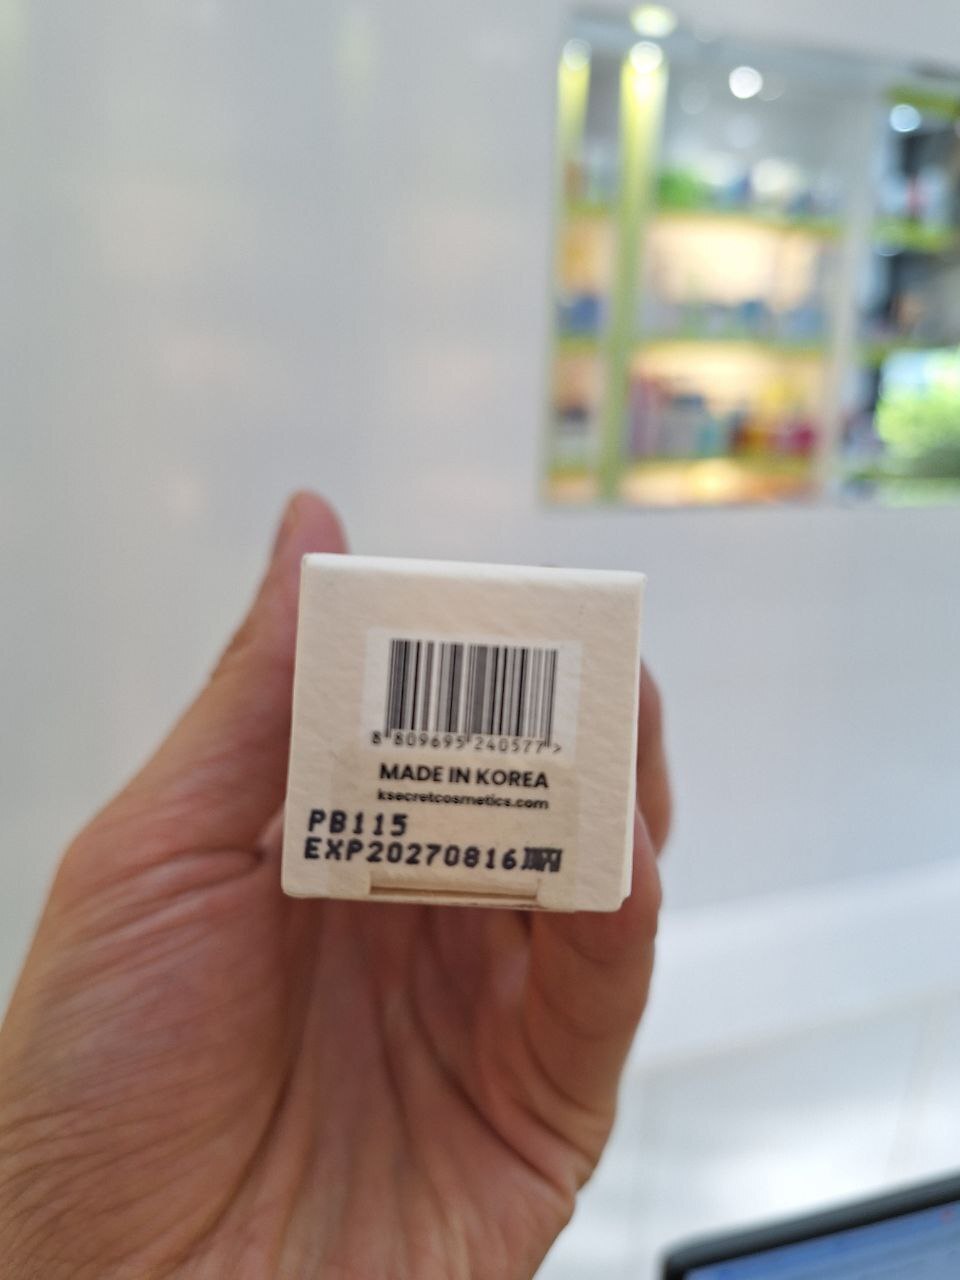 8 809695 240577 >
MADE IN KOREA
ksecretcosmetics.com
PB115
EXP20270816